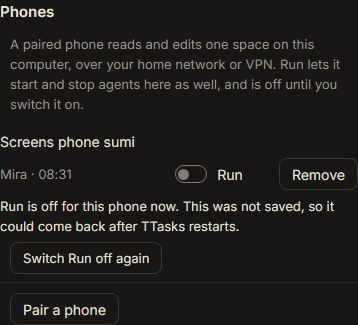 Phones
A paired phone reads and edits one space on this
computer, over your home network or VPN. Run lets it
start and stop agents here as well, and is off until you
switch it on.
Screens phone sumi
Mira · 08:31
Run
Remove
Run is off for this phone now. This was not saved, so it
could come back after TTasks restarts.
Switch Run off again
Pair a phone